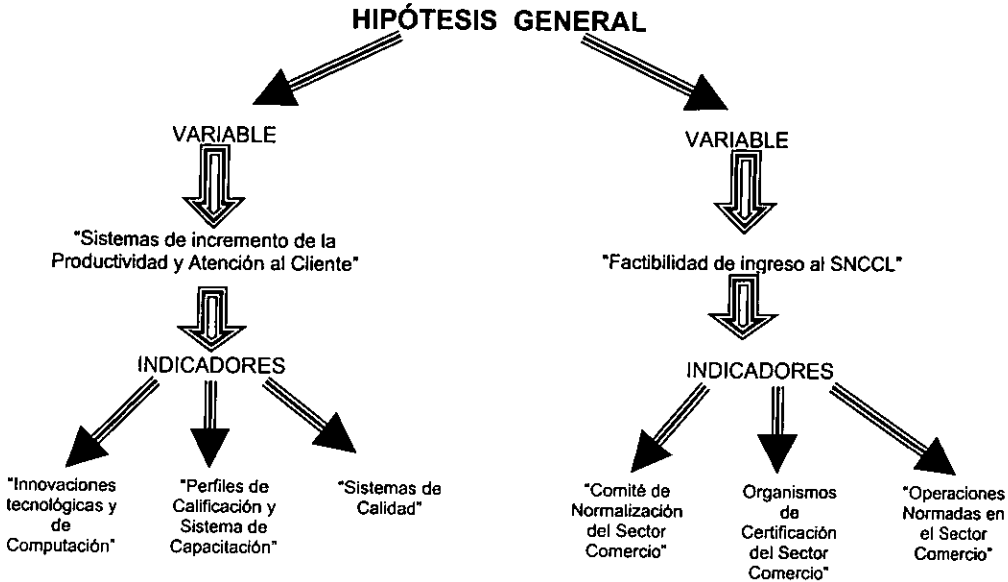 HIPÓTESIS GENERAL
VARIABLE
"Sistemas de incremento de la
Productividad y Atención al Cliente"
INDICADORES
"Innovaciones
tecnológicas y
de
Computación"
"Perfiles de
Calificación y
Sistema de
Capacitación"
"Sistemas de
Calidad"
VARIABLE
"Factibilidad de ingreso al SNCCL"
INDICADORES
"Comité de
Normalización
del Sector
Comercio"
Organismos
de
Certificación
del Sector
Comercio"
"Operaciones
Normadas en
el Sector
Comercio"